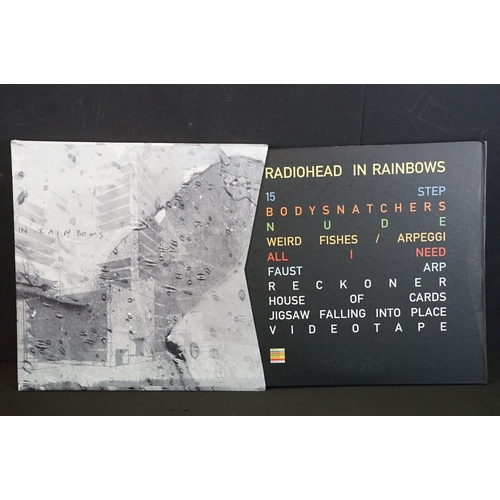 IN RAINBOWS
RADIOHEAD IN RAINBOWS
15 STEP
BODYSNATCHERS
NUDE
WEIRD FISHES / ARPEGGI
ALL I NEED
FAUST ARP
RECKONER
HOUSE OF CARDS
JIGSAW FALLING INTO PLACE
VIDEOTAPE